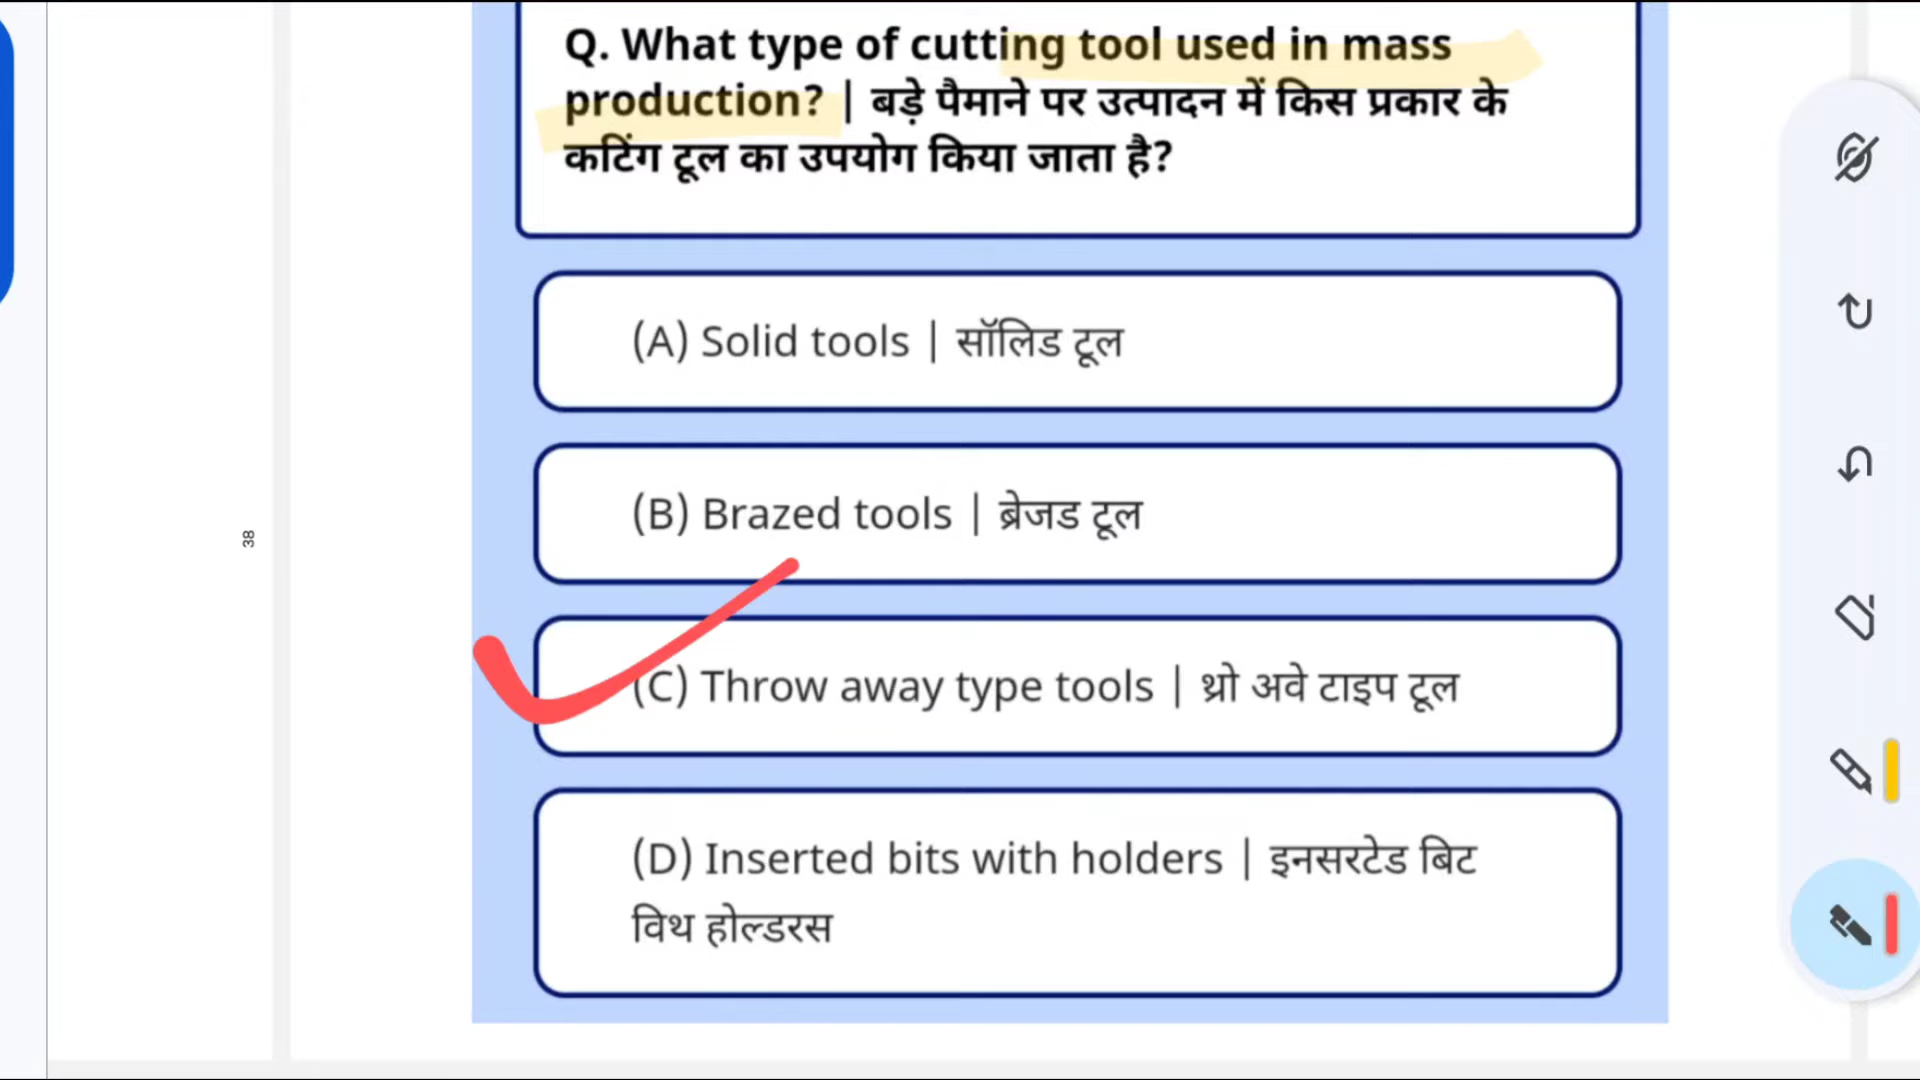 Q. What type of cutting tool used in mass
production? | बड़े पैमाने पर उत्पादन में किस प्रकार के
कटिंग टूल का उपयोग किया जाता है?
(A) Solid tools | सॉलिड टूल
(B) Brazed tools | ब्रेजड टूल
38
(C) Throw away type tools | थ्रो अवे टाइप टूल
(D) Inserted bits with holders | इनसरटेड बिट
विथ होल्डरस